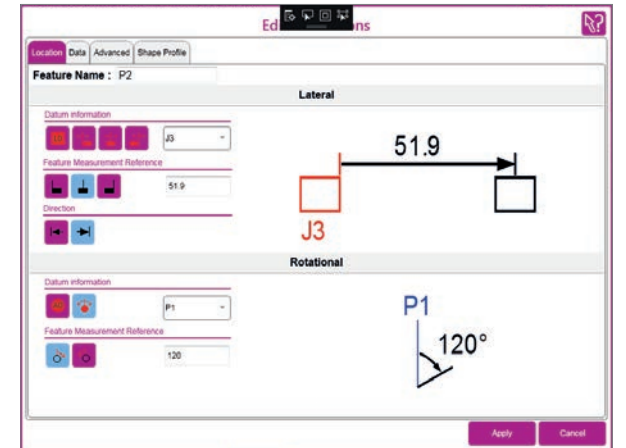 Ed ns
Location Data Advanced Shape Profile
Feature Name : P2
Lateral
Datum information
J3
Feature Measurement Reference
51.9
Direction
51.9
J3
Rotational
Datum information
P1
Feature Measurement Reference
120
P1
120°
Apply Cancel